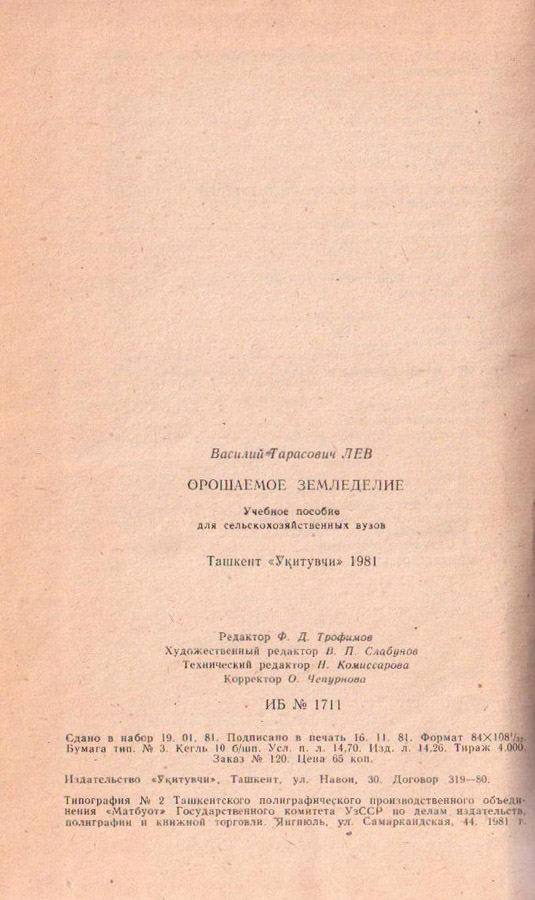 Василий Тарасович ЛЕВ
ОРОШАЕМОЕ ЗЕМЛЕДЕЛИЕ
Учебное пособие
для сельскохозяйственных вузов
Ташкент «Уқитувчи» 1981
Редактор Ф. Д. Трофимов
Художественный редактор В. П. Слабунов
Технический редактор Н. Комиссарова
Корректор О. Чепурнова
ИБ № 1711
Сдано в набор 19. 01. 81. Подписано в печать 16. 11. 81. Формат 84×108¹/₃₂.
Бумага тип. № 3. Кегль 10 б/шп. Усл. п. л. 14,70. Изд. л. 14,26. Тираж 4.000.
Заказ № 120. Цена 65 коп.
Издательство «Уқитувчи», Ташкент, ул. Навои, 30. Договор 319—80.
Типография № 2 Ташкентского полиграфического производственного объеди-
нения «Матбуот» Государственного комитета УзССР по делам издательств,
полиграфии и книжной торговли. Янгиюль, ул. Самаркандская, 44. 1981 г.